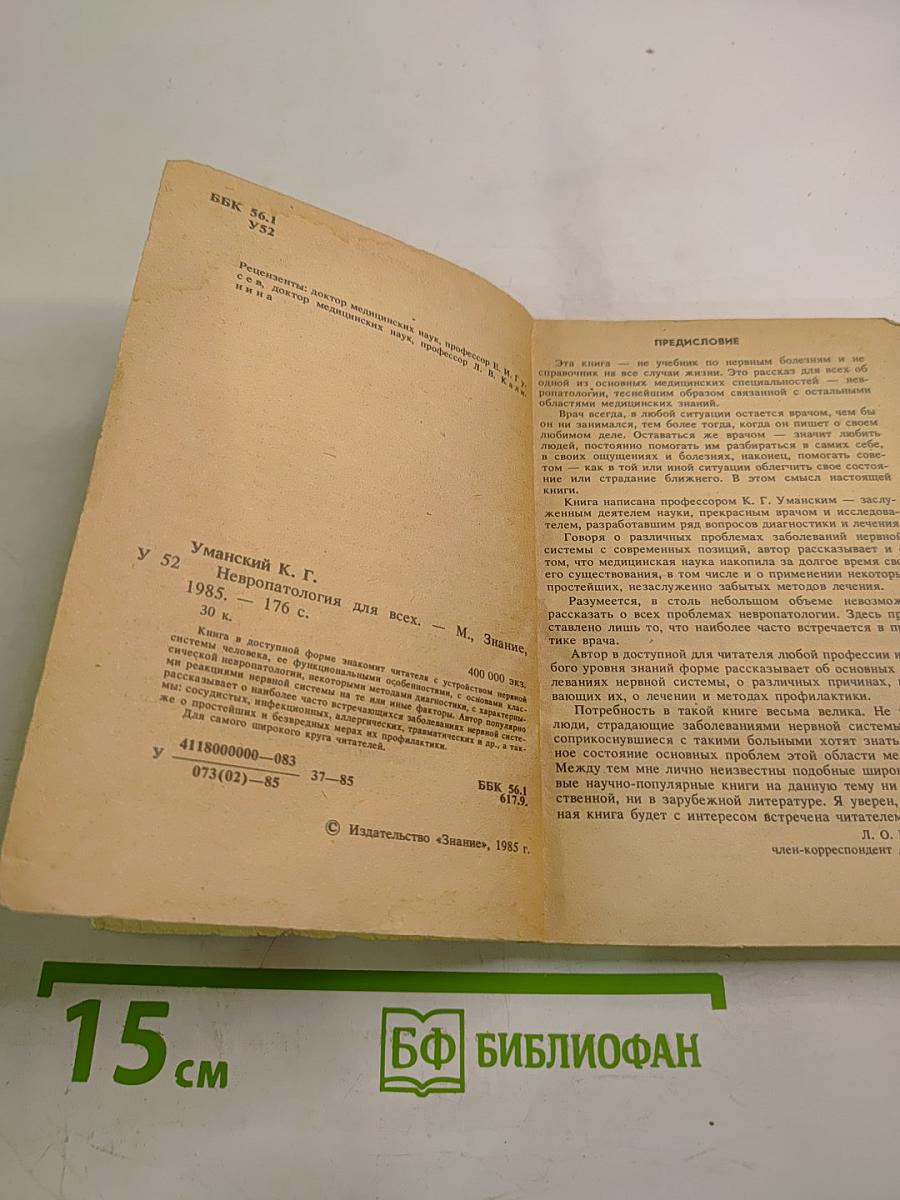 ББК 56.1
У52
Рецензенты: доктор медицинских наук, профессор Е. И. Гу-
сев, доктор медицинских наук, профессор Л. В. Кали-
нина
Уманский К. Г.
У 52 Невропатология для всех. — М., Знание,
1985. — 176 с.
30 к. 400 000 экз.
Книга в доступной форме знакомит читателя с устройством нервной
системы человека, ее функциональными особенностями, с основами клас-
сической невропатологии, некоторыми методами диагностики, с характерны-
ми реакциями нервной системы на те или иные факторы. Автор популярно
рассказывает о наиболее часто встречающихся заболеваниях нервной систе-
мы: сосудистых, инфекционных, аллергических, травматических и др., а так-
же о простейших и безвредных мерах их профилактики.
Для самого широкого круга читателей.
У 4118000000—083
073(02)—85 37—85
ББК 56.1
617.9.
© Издательство «Знание», 1985 г.
ПРЕДИСЛОВИЕ
Эта книга — не учебник по нервным болезням и не
справочник на все случаи жизни. Это рассказ для всех об
одной из основных медицинских специальностей — нев-
ропатологии, теснейшим образом связанной с остальными
областями медицинских знаний.
Врач всегда, в любой ситуации остается врачом, чем бы
он ни занимался, тем более тогда, когда он пишет о своем
любимом деле. Оставаться же врачом — значит любить
людей, постоянно помогать им разбираться в самих себе,
в своих ощущениях и болезнях, наконец, помогать сове-
том — как в той или иной ситуации облегчить свое состоя-
ние или страдание ближнего. В этом смысл настоящей
книги.
Книга написана профессором К. Г. Уманским — заслу-
женным деятелем науки, прекрасным врачом и исследова-
телем, разработавшим ряд вопросов диагностики и лечения
Говоря о различных проблемах заболеваний нервной
системы с современных позиций, автор рассказывает и
том, что медицинская наука накопила за долгое время сво
его существования, в том числе и о применении некоторы
простейших, незаслуженно забытых методов лечения.
Разумеется, в столь небольшом объеме невозмож
рассказать о всех проблемах невропатологии. Здесь пр
ставлено лишь то, что наиболее часто встречается в п
тике врача.
Автор в доступной для читателя любой профессии и
бого уровня знаний форме рассказывает об основных
леваниях нервной системы, о различных причинах,
вающих их, о лечении и методах профилактики.
Потребность в такой книге весьма велика. Не
люди, страдающие заболеваниями нервной системы
соприкоснувшиеся с такими больными хотят знать
ное состояние основных проблем этой области ме
Между тем мне лично неизвестны подобные широк
вые научно-популярные книги на данную тему ни
ственной, ни в зарубежной литературе. Я уверен,
ная книга будет с интересом встречена читателем
Л. О.
член-корреспондент
15 см
БФ БИБЛИОФАН